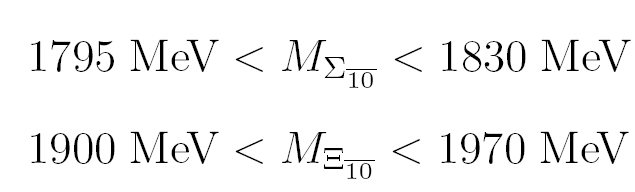 1795 MeV < M_{Σ_{\overline{10}}} < 1830 MeV
1900 MeV < M_{Ξ_{\overline{10}}} < 1970 MeV